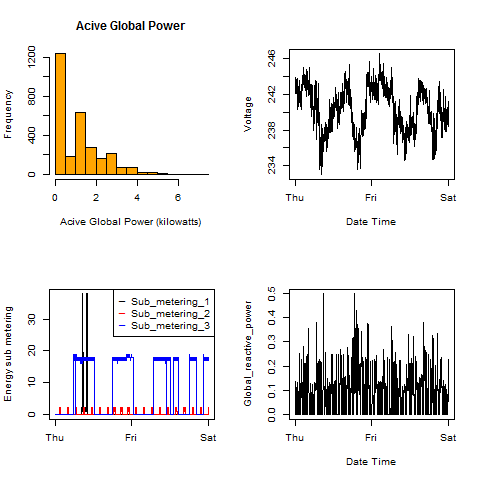 Acive Global Power
Frequency
0 400 800 1200
0 2 4 6
Acive Global Power (kilowatts)
Voltage
234 238 242 246
Thu Fri Sat
Date Time
Energy sub metering
0 10 20 30
Sub_metering_1
Sub_metering_2
Sub_metering_3
Thu Fri Sat
Global_reactive_power
0.0 0.1 0.2 0.3 0.4 0.5
Thu Fri Sat
Date Time